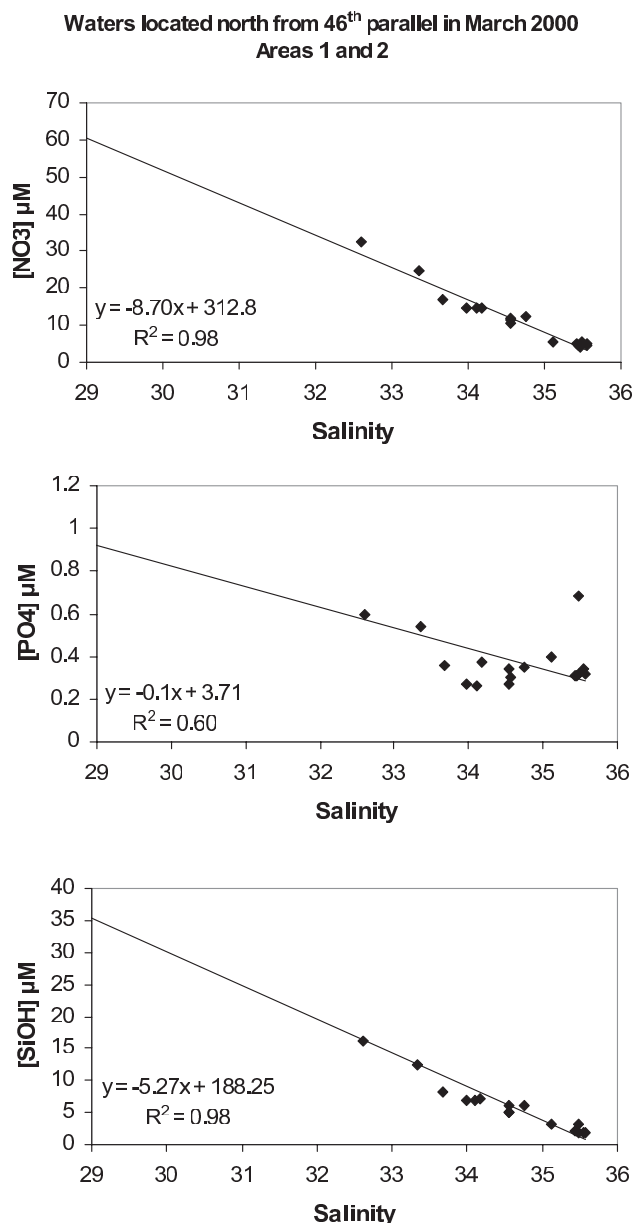 Waters located north from 46th parallel in March 2000
Areas 1 and 2
70
60
50
40
30
20
10
0
[NO3] µM
y = -8.70x + 312.8
R² = 0.98
29 30 31 32 33 34 35 36
Salinity
1.2
1
0.8
0.6
0.4
0.2
0
[PO4] µM
y = -0.1x + 3.71
R² = 0.60
29 30 31 32 33 34 35 36
Salinity
40
35
30
25
20
15
10
5
0
[SiOH] µM
y = -5.27x + 188.25
R² = 0.98
29 30 31 32 33 34 35 36
Salinity